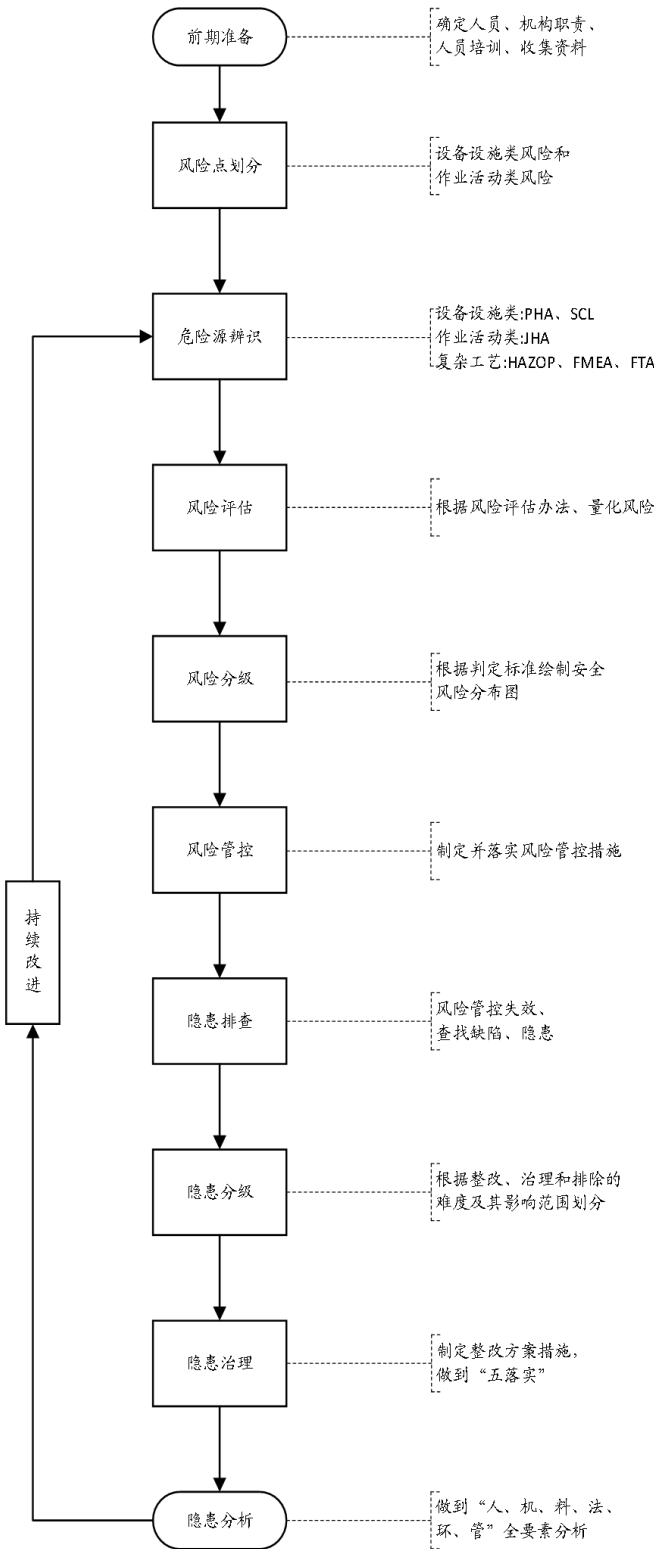 前期准备
确定人员、机构职责、
人员培训、收集资料
风险点划分
设备设施类风险和
作业活动类风险
危险源辨识
设备设施类:PHA、SCL
作业活动类:JHA
复杂工艺:HAZOP、FMEA、FTA
风险评估
根据风险评估办法、量化风险
风险分级
根据判定标准绘制安全
风险分布图
风险管控
制定并落实风险管控措施
持
续
改
进
隐患排查
风险管控失效、
查找缺陷、隐患
隐患分级
根据整改、治理和排除的
难度及其影响范围划分
隐患治理
制定整改方案措施，
做到“五落实”
隐患分析
做到“人、机、料、法、
环、管”全要素分析